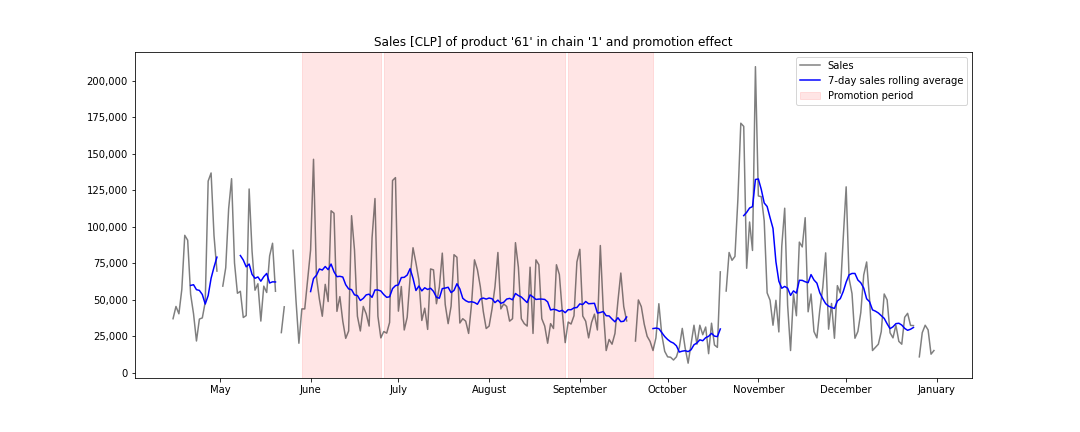 Sales [CLP] of product '61' in chain '1' and promotion effect
Sales
7-day sales rolling average
Promotion period
200,000
175,000
150,000
125,000
100,000
75,000
50,000
25,000
0
May June July August September October November December January